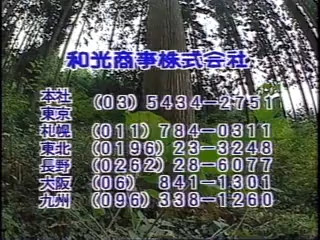 和光商事株式会社
本社 (03)5434-2751
東京
札幌 (011)784-0311
東北 (0196)23-3248
長野 (0262)28-6077
大阪 (06) 841-1301
九州 (096)338-1260